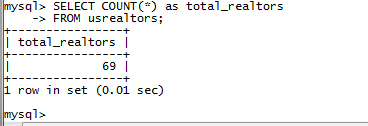 mysql> SELECT COUNT(*) as total_realtors
    -> FROM usrealtors;
+----------------+
| total_realtors |
+----------------+
|             69 |
+----------------+
1 row in set (0.01 sec)
mysql>